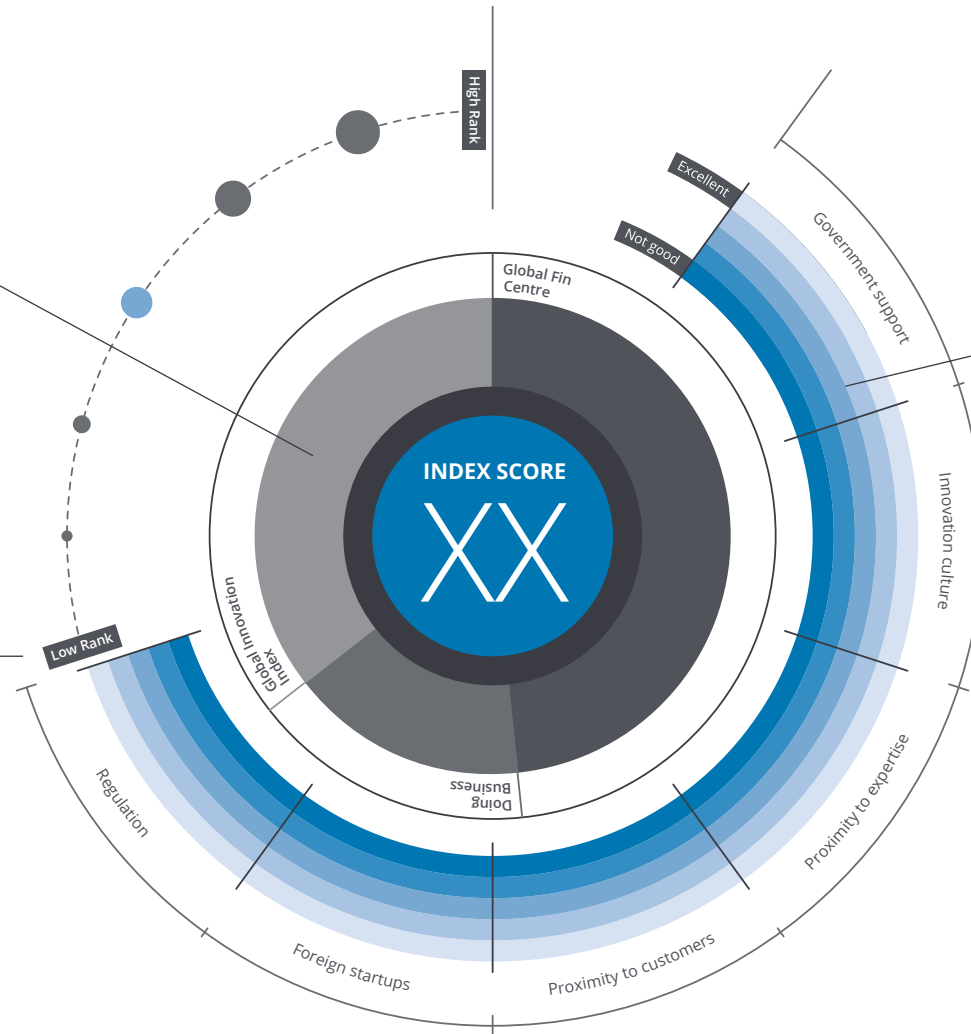 High Rank
Excellent
Not good
Government support
Global Fin
Centre
INDEX SCORE
XX
Innovation culture
Global Innovation
Index
Low Rank
Doing
Business
Regulation
Proximity to expertise
Foreign startups
Proximity to customers